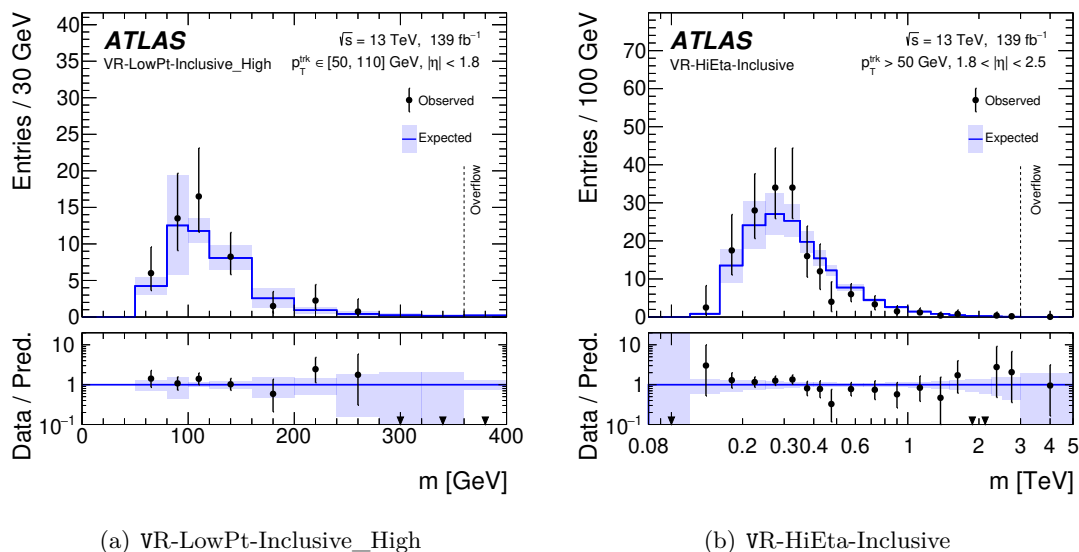 Entries / 30 GeV
40
35
30
25
20
15
10
5
0
ATLAS
√s = 13 TeV, 139 fb⁻¹
VR-LowPt-Inclusive_High
p_T^trk ∈ [50, 110] GeV, |η| < 1.8
Observed
Expected
Overflow
Data / Pred.
10
1
10⁻¹
0 100 200 300 400
m [GeV]
(a) VR-LowPt-Inclusive_High
Entries / 100 GeV
70
60
50
40
30
20
10
0
ATLAS
√s = 13 TeV, 139 fb⁻¹
VR-HiEta-Inclusive
p_T^trk > 50 GeV, 1.8 < |η| < 2.5
Observed
Expected
Overflow
Data / Pred.
10
1
10⁻¹
0.08 0.2 0.3 0.4 1 2 3 4 5
m [TeV]
(b) VR-HiEta-Inclusive